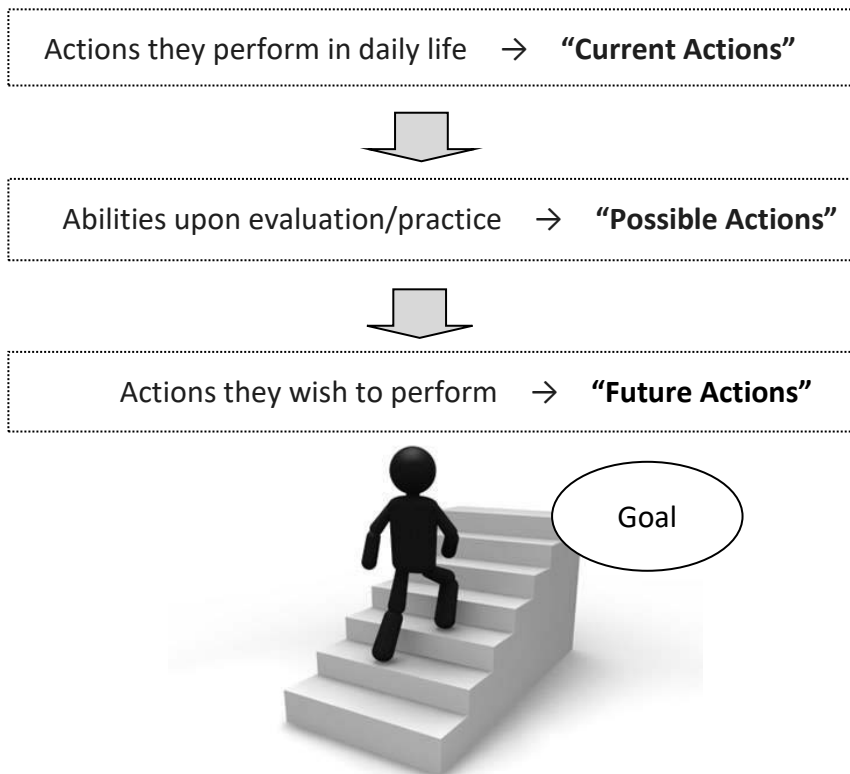 Actions they perform in daily life → “Current Actions”
Abilities upon evaluation/practice → “Possible Actions”
Actions they wish to perform → “Future Actions”
Goal